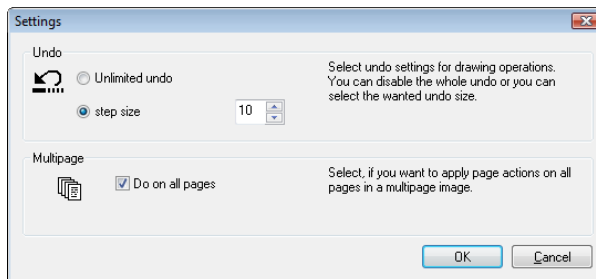 Settings
Undo
Unlimited undo
step size
10
Select undo settings for drawing operations.
You can disable the whole undo or you can
select the wanted undo size.
Multipage
Do on all pages
Select, if you want to apply page actions on all
pages in a multipage image.
OK
Cancel